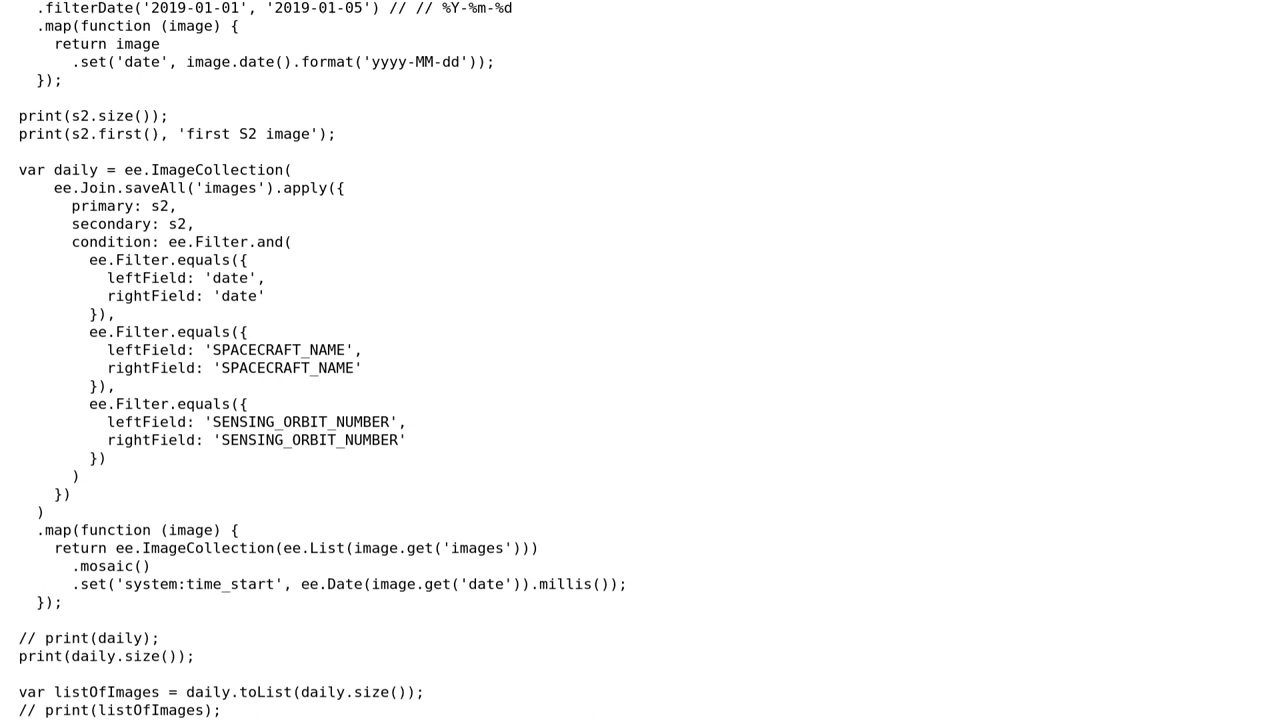 .filterDate('2019-01-01', '2019-01-05') // // %Y-%m-%d
.map(function (image) {
return image
.set('date', image.date().format('yyyy-MM-dd'));
});
print(s2.size());
print(s2.first(), 'first S2 image');
var daily = ee.ImageCollection(
ee.Join.saveAll('images').apply({
primary: s2,
secondary: s2,
condition: ee.Filter.and(
ee.Filter.equals({
leftField: 'date',
rightField: 'date'
}),
ee.Filter.equals({
leftField: 'SPACECRAFT_NAME',
rightField: 'SPACECRAFT_NAME'
}),
ee.Filter.equals({
leftField: 'SENSING_ORBIT_NUMBER',
rightField: 'SENSING_ORBIT_NUMBER'
})
)
})
)
.map(function (image) {
return ee.ImageCollection(ee.List(image.get('images')))
.mosaic()
.set('system:time_start', ee.Date(image.get('date')).millis());
});
// print(daily);
print(daily.size());
var listOfImages = daily.toList(daily.size());
// print(listOfImages);